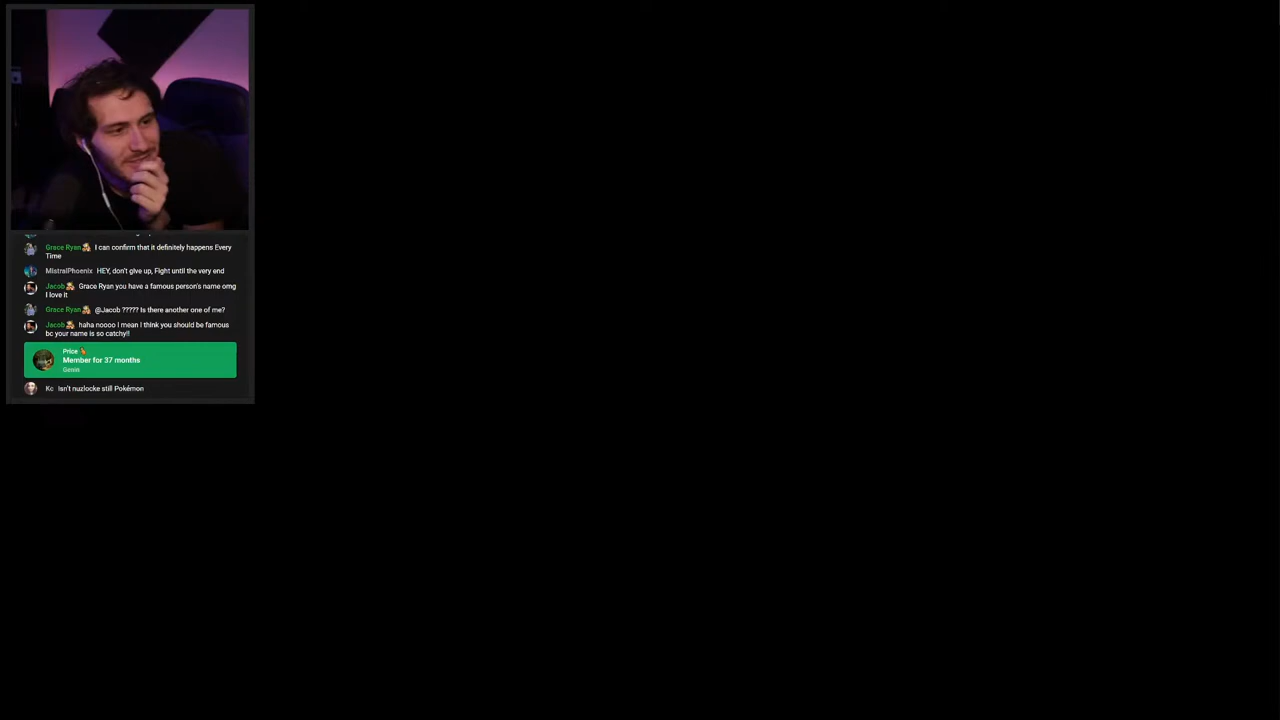 Grace Ryan I can confirm that it definitely happens Every
Time
MistralPhoenix HEY, don't give up, Fight until the very end
Jacob Grace Ryan you have a famous person's name omg
I love it
Grace Ryan @Jacob ????? Is there another one of me?
Jacob haha noooo I mean I think you should be famous
bc your name is so catchy!!
Price
Member for 37 months
Genin
Kc Isn't nuzlocke still Pokémon